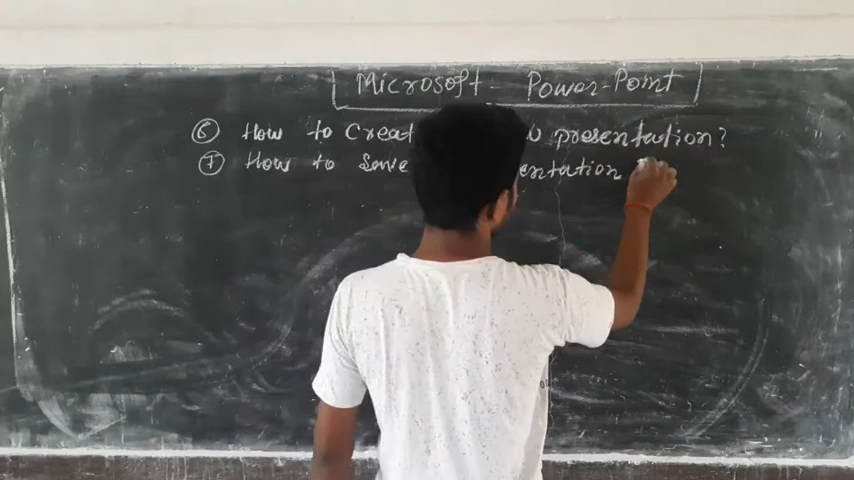 Microsoft Power-Point
⑥ How to Creat presentation?
⑦ How to Save entation